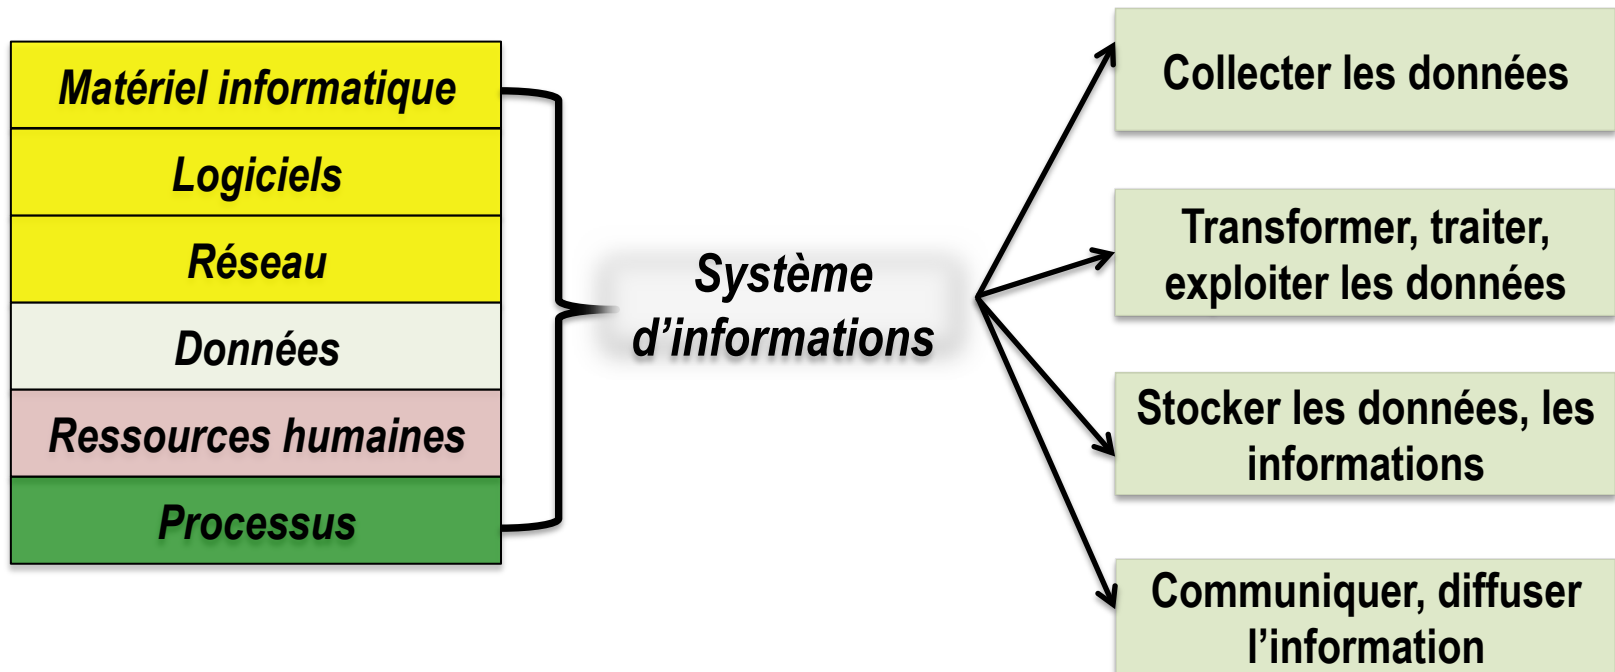 Matériel informatique
Logiciels
Réseau
Données
Ressources humaines
Processus
Système
d’informations
Collecter les données
Transformer, traiter,
exploiter les données
Stocker les données, les
informations
Communiquer, diffuser
l’information